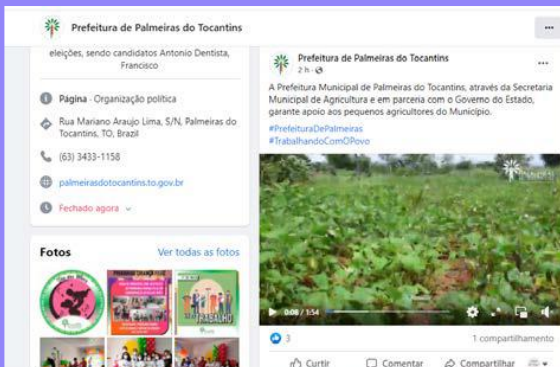 Prefeitura de Palmeiras do Tocantins
eleições, sendo candidatos Antonio Dentista,
Francisco
Página · Organização política
Rua Mariano Araujo Lima, S/N, Palmeiras do
Tocantins, TO, Brazil
(63) 3433-1158
palmeirasdotocantins.to.gov.br
Fechado agora
Fotos
Ver todas as fotos
TRABALHO
Prefeitura de Palmeiras do Tocantins
2 h
A Prefeitura Municipal de Palmeiras do Tocantins, através da Secretaria
Municipal de Agricultura e em parceria com o Governo do Estado,
garante apoio aos pequenos agricultores do Município.
#PrefeituraDePalmeiras
#TrabalhandoComOPovo
0:08 / 1:54
3
1 compartilhamento
Curtir
Comentar
Compartilhar